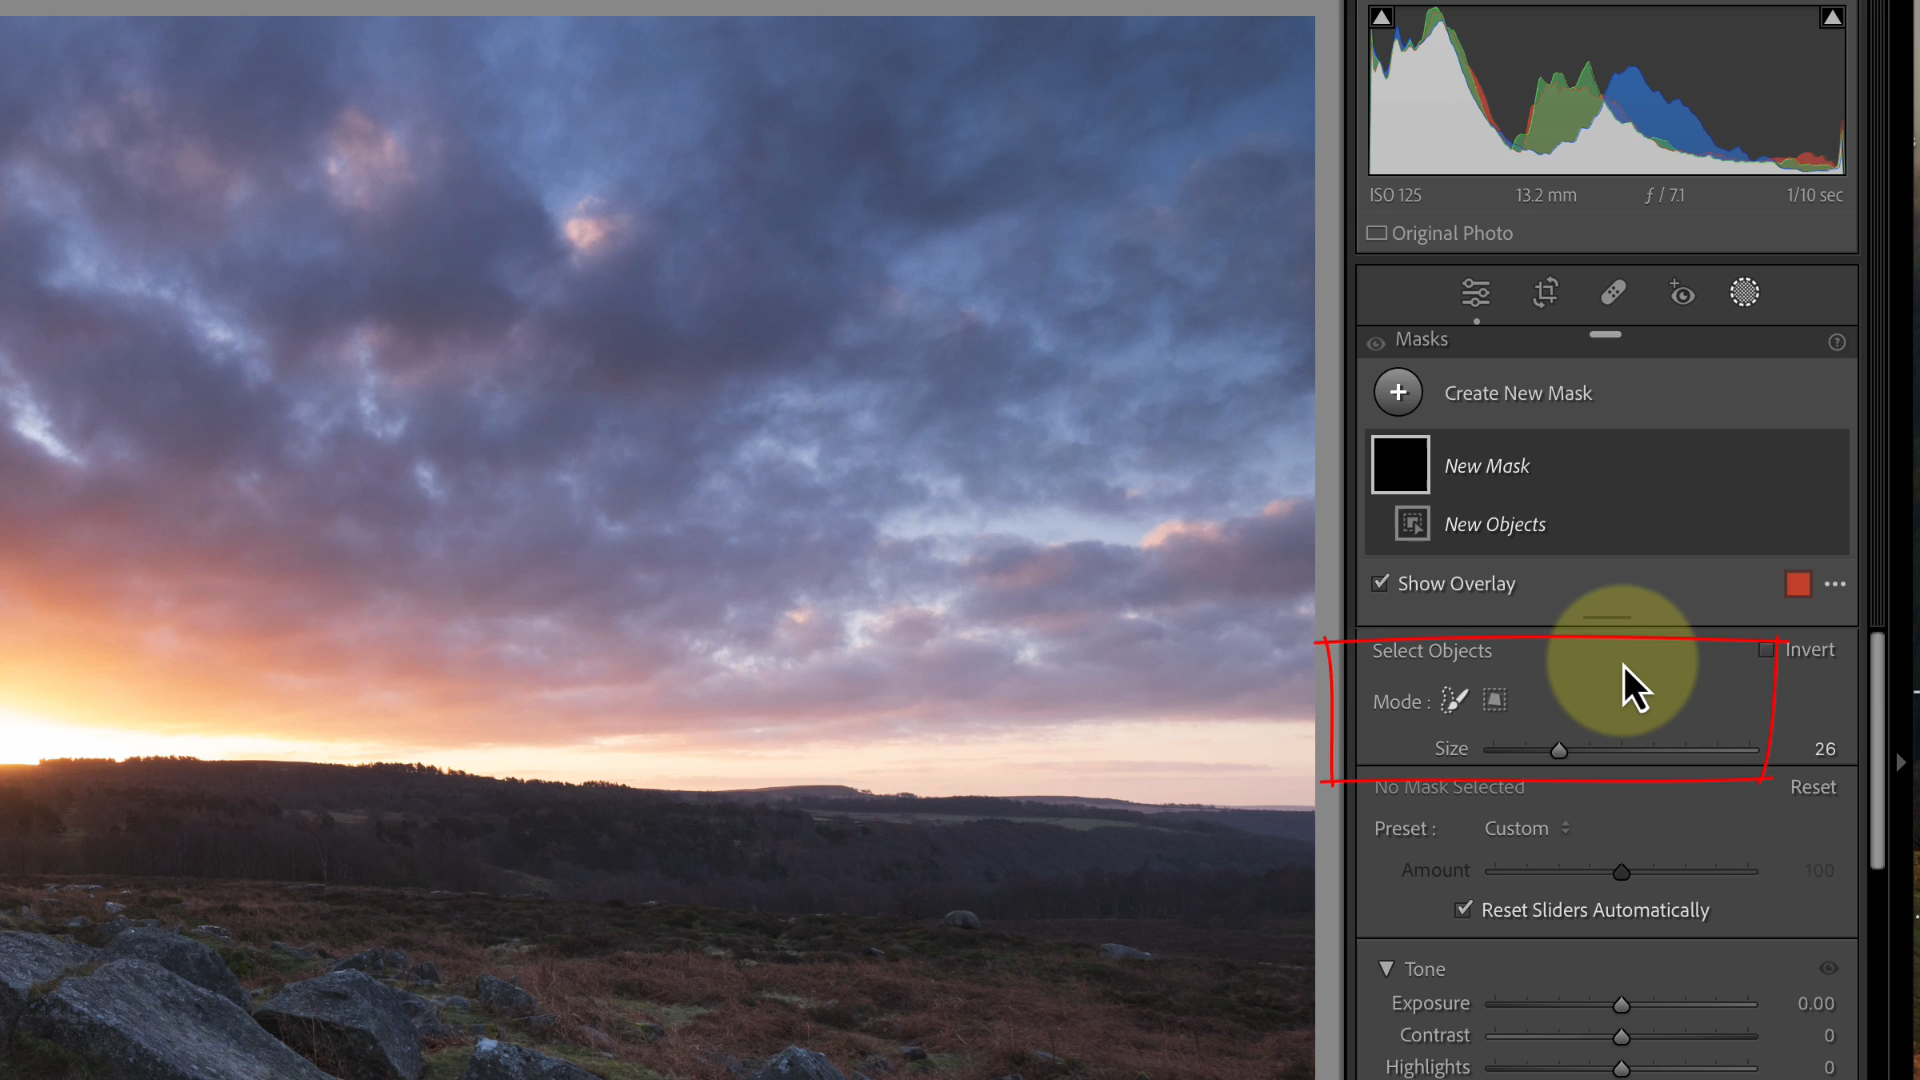 ISO 125 13.2 mm ƒ / 7.1 1/10 sec
Original Photo
Masks
Create New Mask
New Mask
New Objects
Show Overlay
Select Objects Invert
Mode :
Size 26
No Mask Selected Reset
Preset : Custom
Amount 100
Reset Sliders Automatically
Tone
Exposure 0.00
Contrast 0
Highlights 0